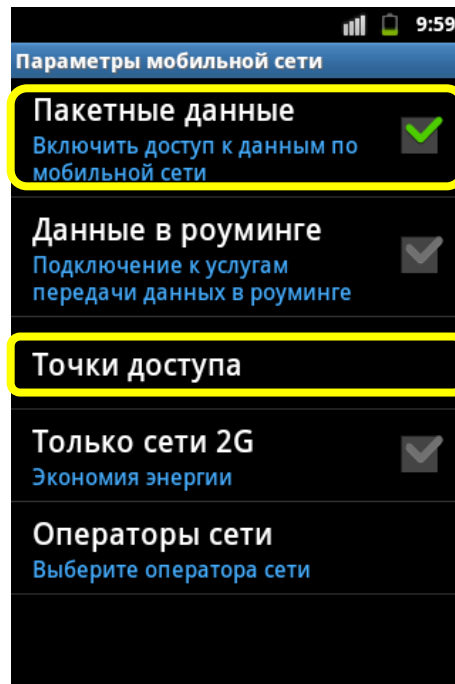 9:59
Параметры мобильной сети
Пакетные данные
Включить доступ к данным по
мобильной сети
Данные в роуминге
Подключение к услугам
передачи данных в роуминге
Точки доступа
Только сети 2G
Экономия энергии
Операторы сети
Выберите оператора сети